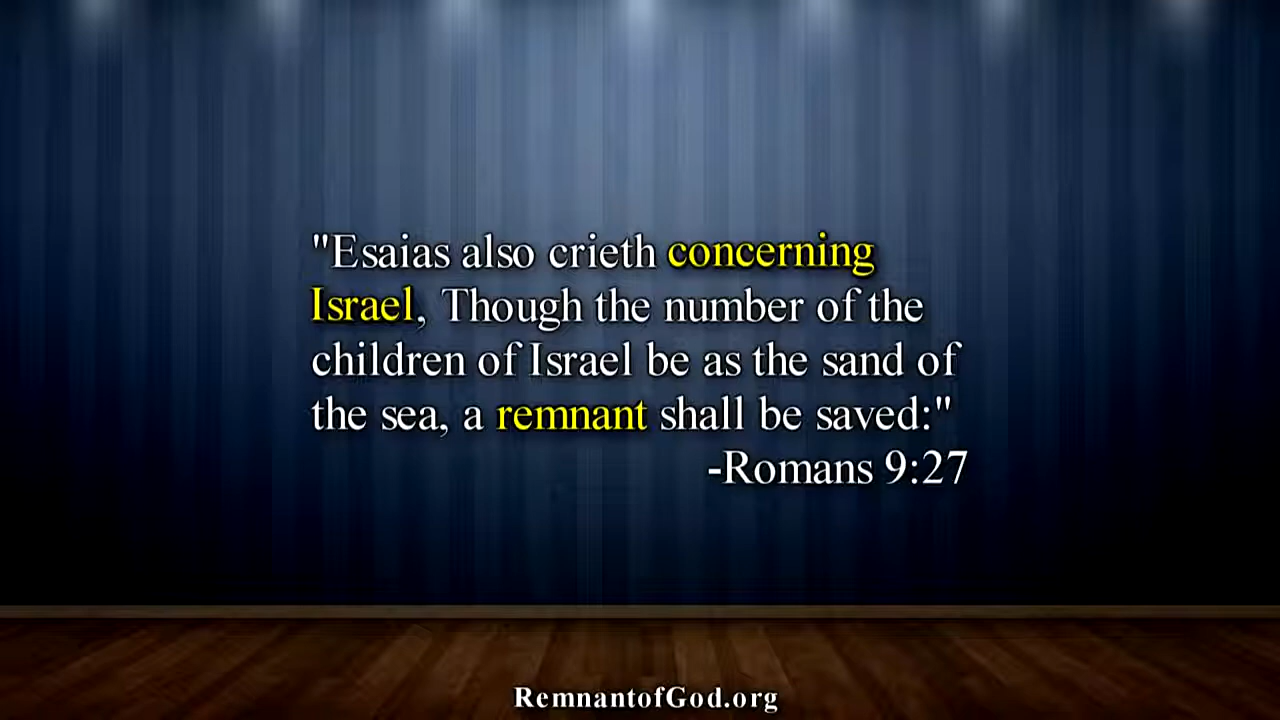 "Esaias also crieth concerning
Israel, Though the number of the
children of Israel be as the sand of
the sea, a remnant shall be saved:"
-Romans 9:27
RemnantofGod.org